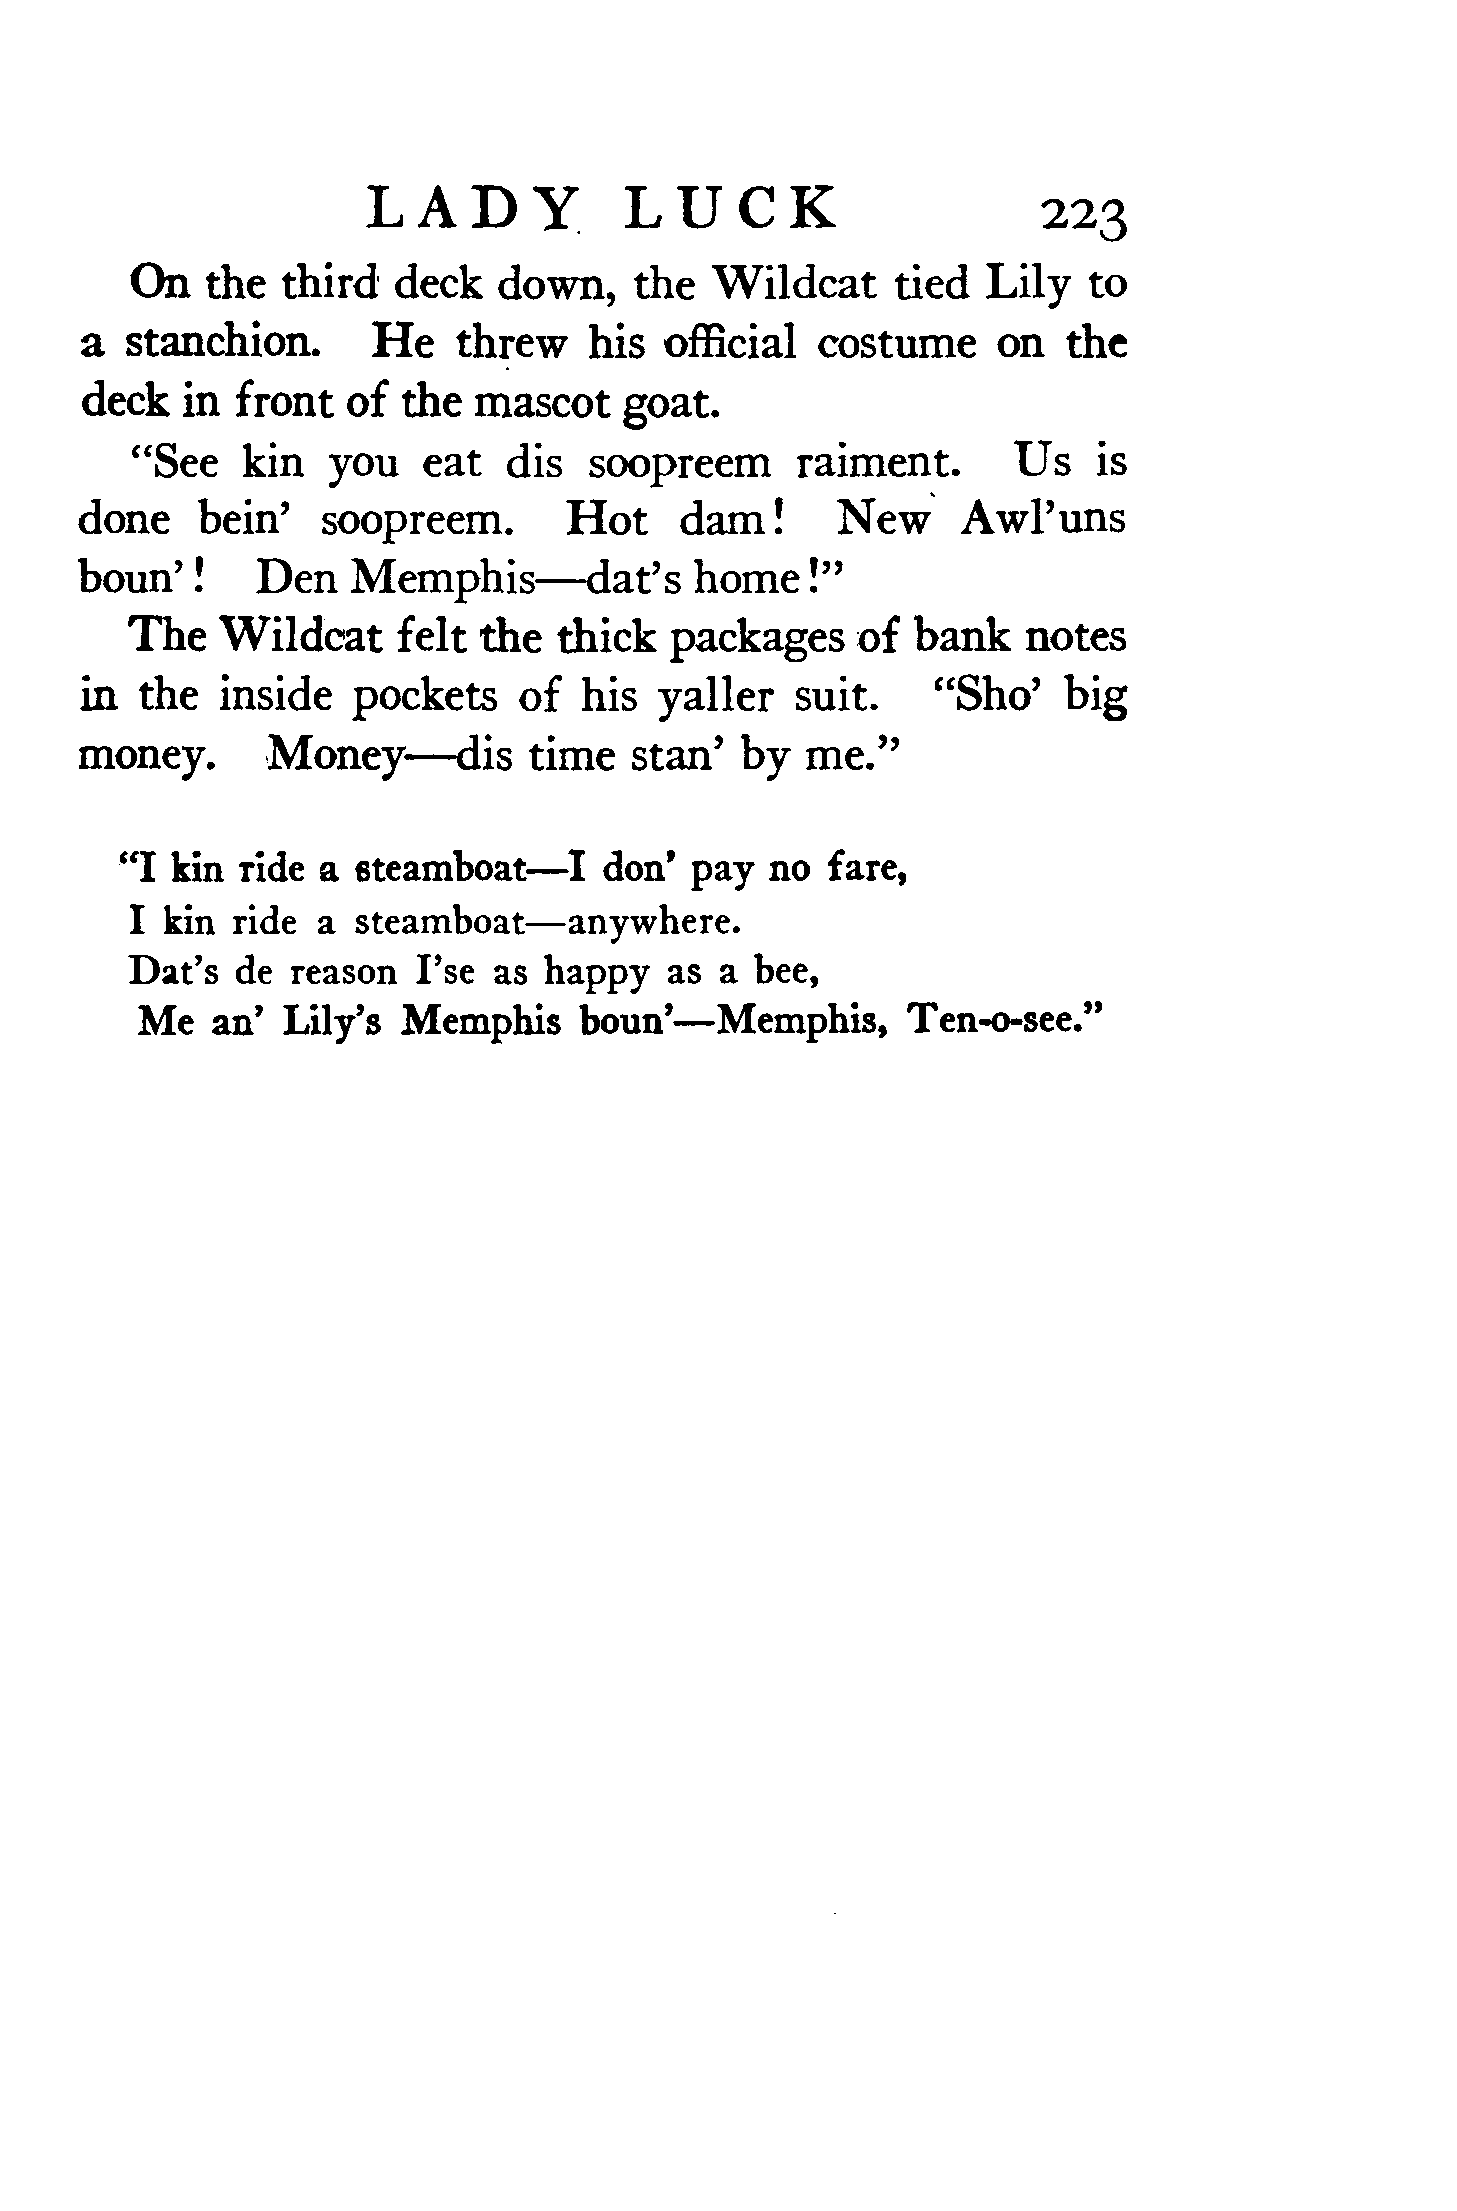 LADY LUCK 223
On the third deck down, the Wildcat tied Lily to
a stanchion. He threw his official costume on the
deck in front of the mascot goat.
“See kin you eat dis soopreem raiment. Us is
done bein’ soopreem. Hot dam! New Awl’uns
boun’! Den Memphis—dat’s home!”
The Wildcat felt the thick packages of bank notes
in the inside pockets of his yaller suit. “Sho’ big
money. Money—dis time stan’ by me.”
“I kin ride a steamboat—I don’ pay no fare,
I kin ride a steamboat—anywhere.
Dat’s de reason I’se as happy as a bee,
Me an’ Lily’s Memphis boun’—Memphis, Ten-o-see.”